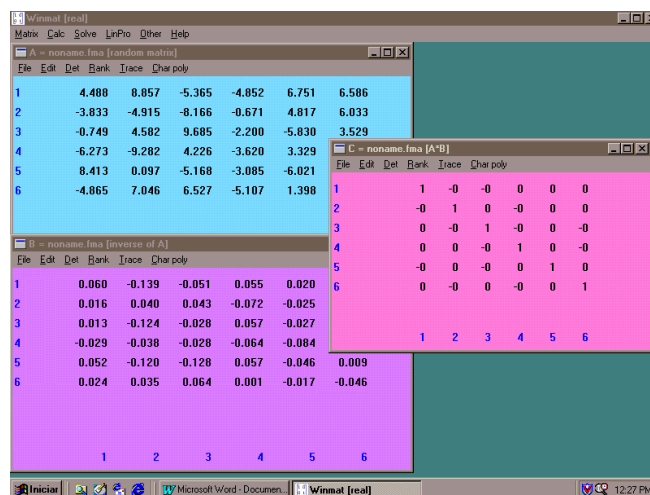 Winmat [real]
Matrix Calc Solve LinPro Other Help
A = noname.fma [random matrix]
File Edit Det Rank Trace Char poly
1 4.488 8.857 -5.365 -4.852 6.751 6.586
2 -3.833 -4.915 -8.166 -0.671 4.817 6.033
3 -0.749 4.582 9.685 -2.200 -5.830 3.529
4 -6.273 -9.282 4.226 -3.620 3.329
5 8.413 0.097 -5.168 -3.085 -6.021
6 -4.865 7.046 6.527 -5.107 1.398
C = noname.fma [A*B]
File Edit Det Rank Trace Char poly
1 1 -0 -0 0 0 0
2 -0 1 0 -0 0 0
3 0 -0 1 -0 0 -0
4 0 0 -0 1 0 -0
5 -0 0 -0 0 1 0
6 0 -0 0 -0 0 1
1 2 3 4 5 6
B = noname.fma [inverse of A]
File Edit Det Rank Trace Char poly
1 0.060 -0.139 -0.051 0.055 0.020
2 0.016 0.040 0.043 -0.072 -0.025
3 0.013 -0.124 -0.028 0.057 -0.027
4 -0.029 -0.038 -0.028 -0.064 -0.084
5 0.052 -0.120 -0.128 0.057 -0.046 0.009
6 0.024 0.035 0.064 0.001 -0.017 -0.046
1 2 3 4 5 6
Iniciar Microsoft Word - Documen... Winmat [real] 12:27 PM